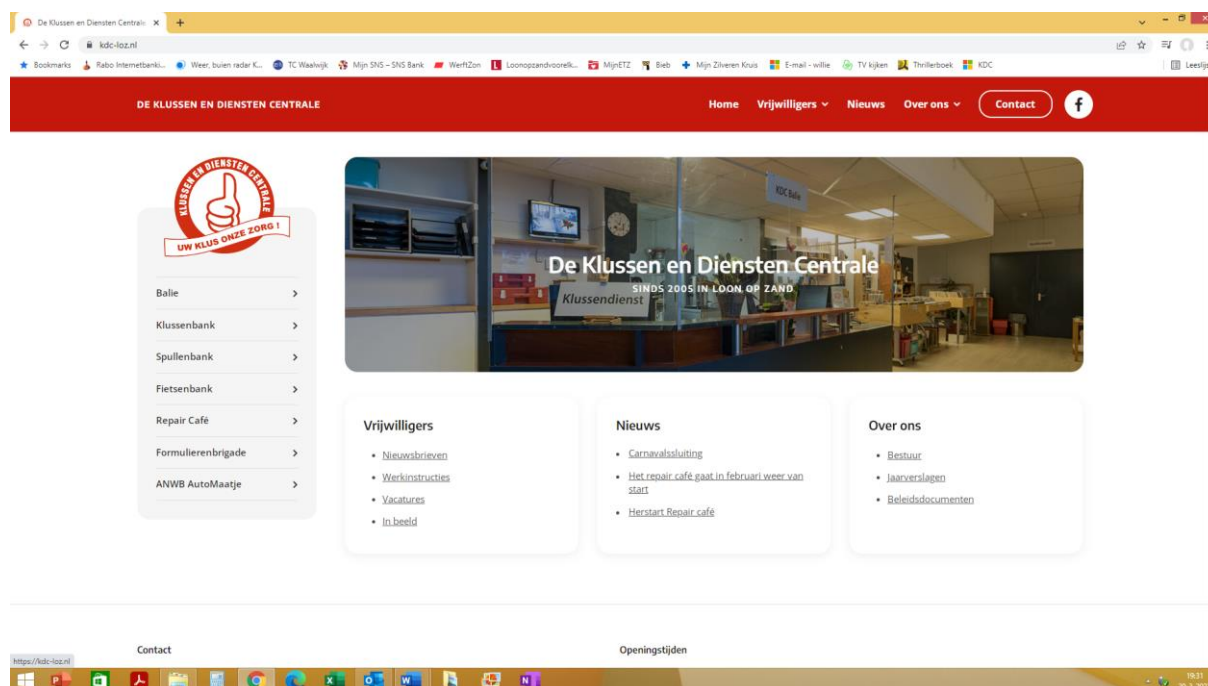 De Klussen en Diensten Centrale
kdc-loz.nl
Bookmarks
Rabo Internetbanki...
Weer, buien radar K...
TC Waalwijk
Mijn SNS – SNS Bank
WerftZon
Loonopzandvoorelk...
MijnETZ
Bieb
Mijn Zilveren Kruis
E-mail - willie
TV kijken
Thrillerboek
KDC
Leeslijs
DE KLUSSEN EN DIENSTEN CENTRALE
Home
Vrijwilligers
Nieuws
Over ons
Contact
KLUSSEN EN DIENSTEN CENTRALE
UW KLUS ONZE ZORG !
Balie
Klussenbank
Spullenbank
Fietsenbank
Repair Café
Formulierenbrigade
ANWB AutoMaatje
KDC Balie
De Klussen en Diensten Centrale
SINDS 2005 IN LOON OP ZAND
Klussendienst
Vrijwilligers
Nieuwsbrieven
Werkinstructies
Vacatures
In beeld
Nieuws
Carnavalssluiting
Het repair café gaat in februari weer van
start
Herstart Repair café
Over ons
Bestuur
Jaarverslagen
Beleidsdocumenten
Contact
Openingstijden
https://kdc-loz.nl
19:31